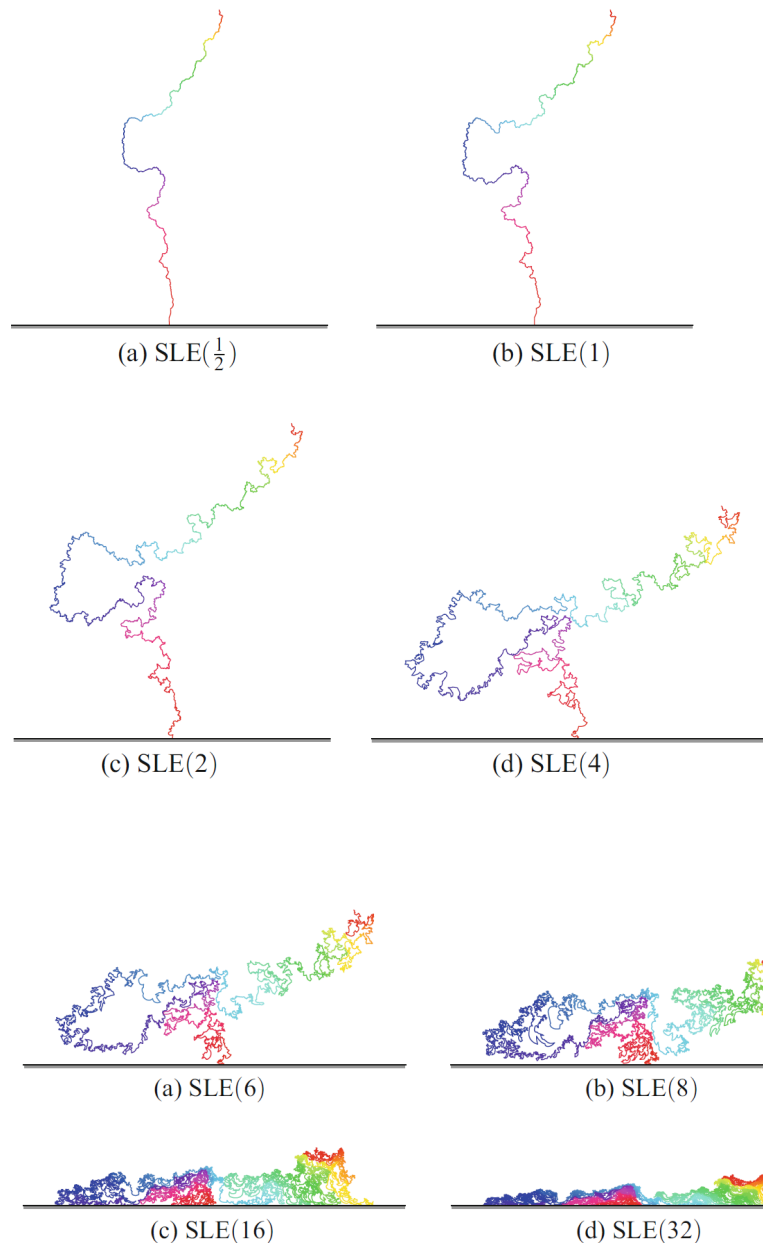 (a) SLE(½)
(b) SLE(1)
(c) SLE(2)
(d) SLE(4)
(a) SLE(6)
(b) SLE(8)
(c) SLE(16)
(d) SLE(32)